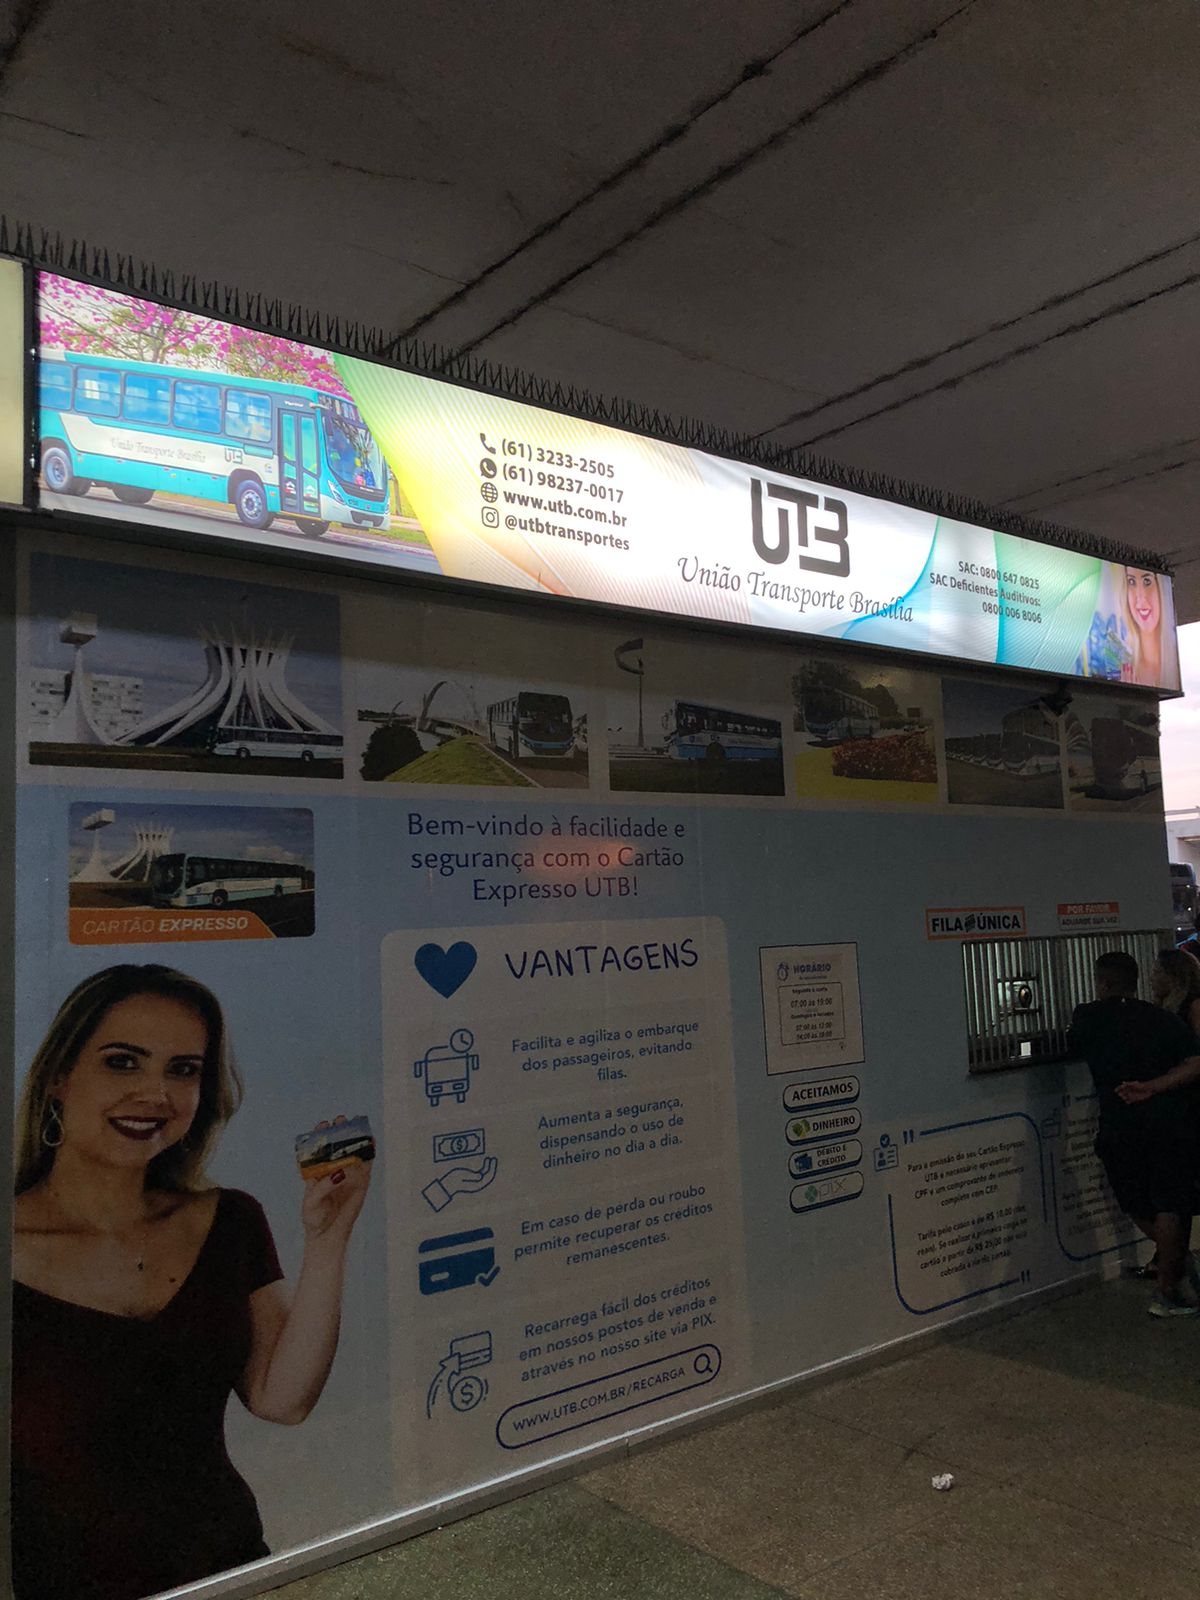 União Transporte Brasília
UTB
(61) 3233-2505
(61) 98237-0017
www.utb.com.br
@utbtransportes
UTB
União Transporte Brasília
SAC: 0800 647 0825
SAC Deficientes Auditivos:
0800 006 8006
CARTÃO EXPRESSO
Bem-vindo à facilidade e
segurança com o Cartão
Expresso UTB!
VANTAGENS
Facilita e agiliza o embarque
dos passageiros, evitando
filas.
Aumenta a segurança,
dispensando o uso de
dinheiro no dia a dia.
Em caso de perda ou roubo
permite recuperar os créditos
remanescentes.
Recarrega fácil dos créditos
em nossos postos de venda e
através no nosso site via PIX.
WWW.UTB.COM.BR/RECARGA
HORÁRIO
07:00 às 19:00
ACEITAMOS
DINHEIRO
DÉBITO E
CRÉDITO
PIX
FILA ÚNICA
POR FAVOR
AGUARDE SUA VEZ
Para a emissão do seu Cartão Expresso
UTB é necessário apresentar
CPF e um comprovante de endereço
completo com CEP.